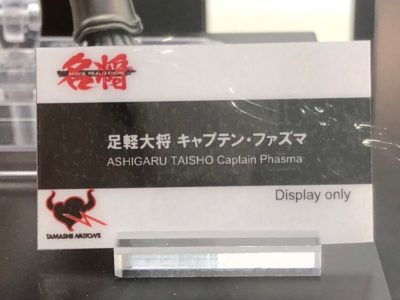 名将
MOVIE REALIZATION
足軽大将 キャプテン・ファズマ
ASHIGARU TAISHO Captain Phasma
Display only
TAMASHII NATIONS